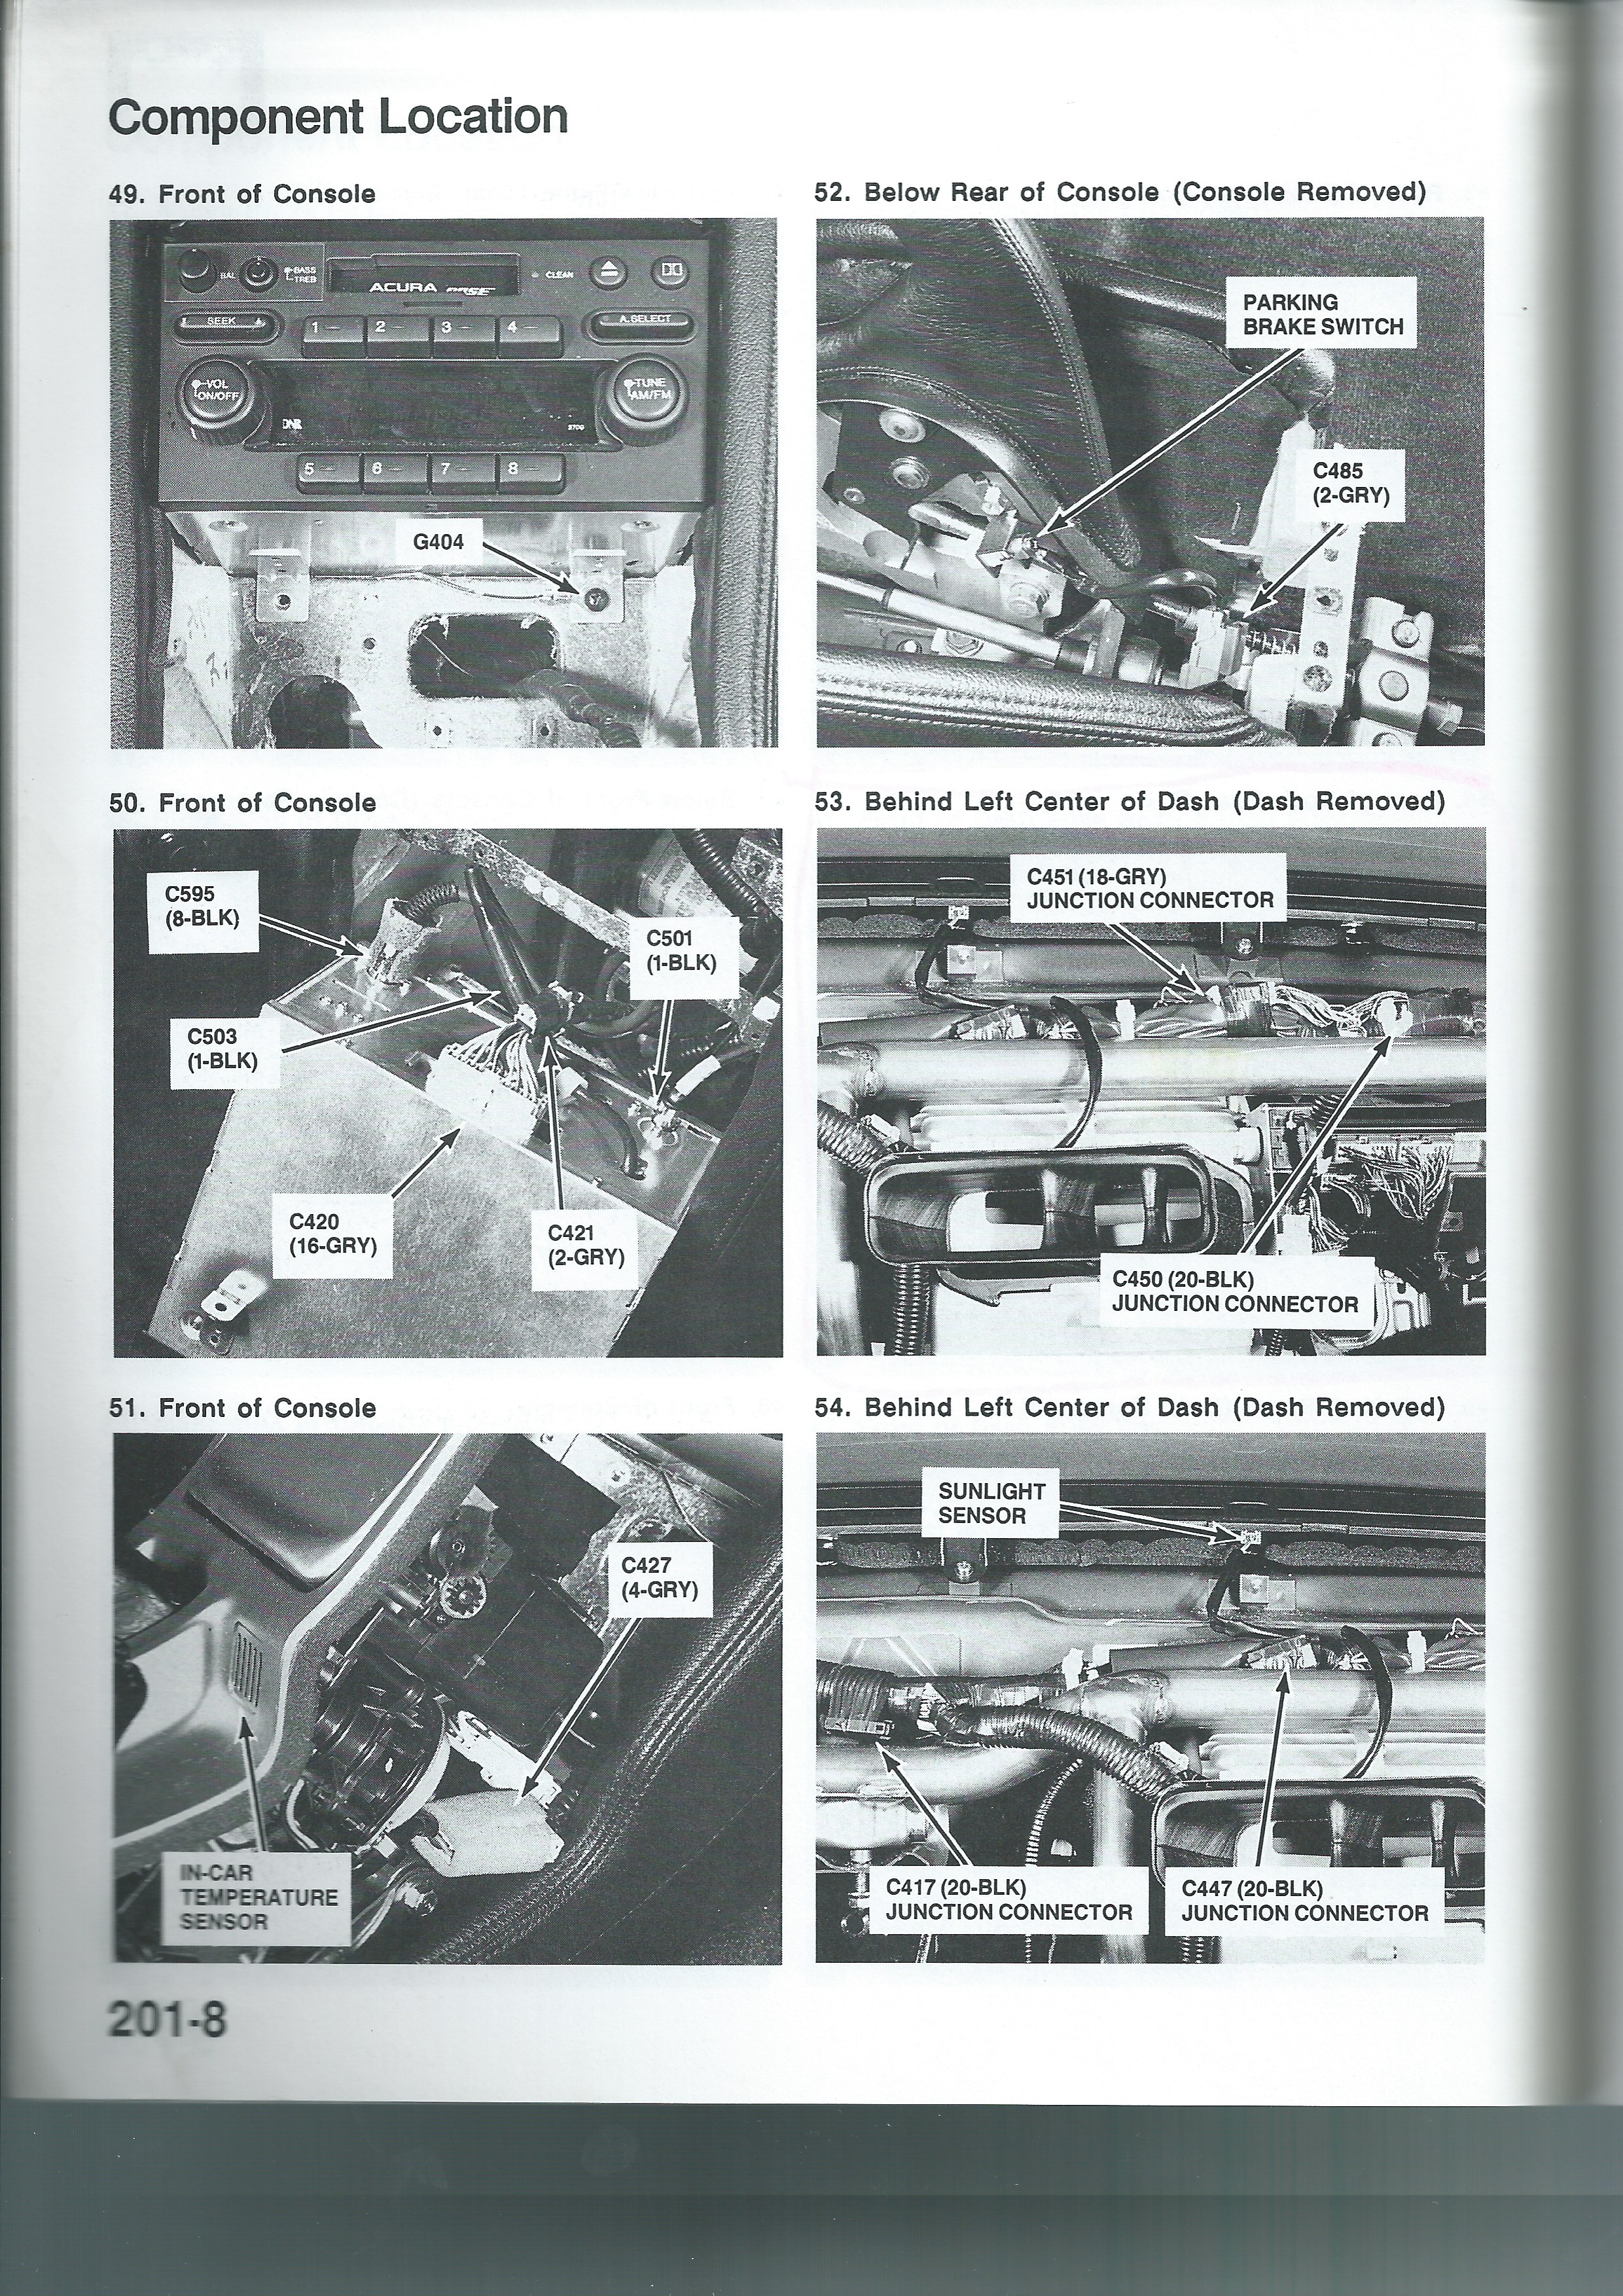 Component Location
49. Front of Console
BAL
BASS
TREB
CLEAN
ACURA
SEEK
1
2
3
4
A.SELECT
VOL
ON/OFF
TUNE
AM/FM
DNR
5
6
7
8
G404
50. Front of Console
C595
(8-BLK)
C501
(1-BLK)
C503
(1-BLK)
C420
(16-GRY)
C421
(2-GRY)
51. Front of Console
C427
(4-GRY)
IN-CAR
TEMPERATURE
SENSOR
52. Below Rear of Console (Console Removed)
PARKING
BRAKE SWITCH
C485
(2-GRY)
53. Behind Left Center of Dash (Dash Removed)
C451 (18-GRY)
JUNCTION CONNECTOR
C450 (20-BLK)
JUNCTION CONNECTOR
54. Behind Left Center of Dash (Dash Removed)
SUNLIGHT
SENSOR
C417 (20-BLK)
JUNCTION CONNECTOR
C447 (20-BLK)
JUNCTION CONNECTOR
201-8